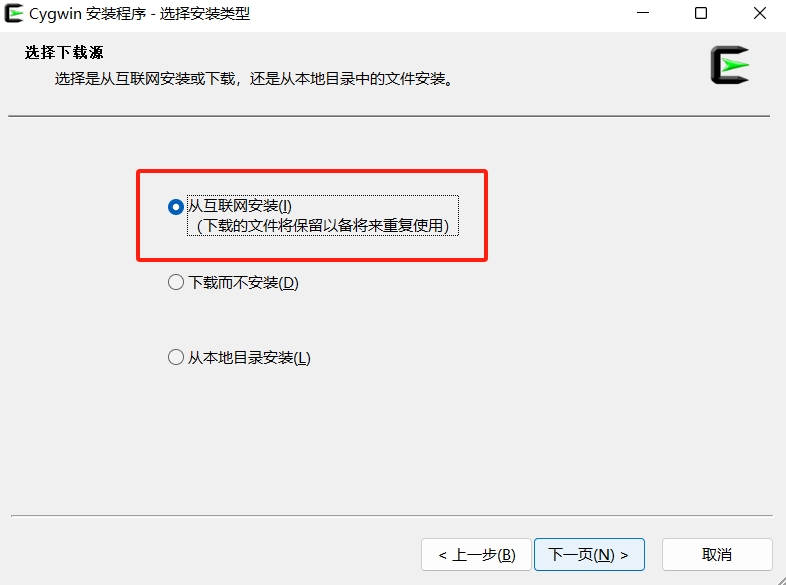 Cygwin 安装程序 - 选择安装类型
选择下载源
选择是从互联网安装或下载，还是从本地目录中的文件安装。
从互联网安装(I)
（下载的文件将保留以备将来重复使用）
下载而不安装(D)
从本地目录安装(L)
< 上一步(B)
下一页(N) >
取消